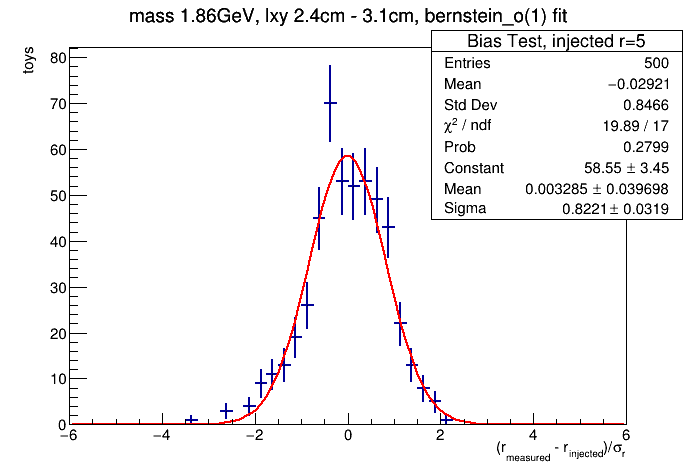 mass 1.86GeV, lxy 2.4cm - 3.1cm, bernstein_o(1) fit
toys
Bias Test, injected r=5
Entries 500
Mean −0.02921
Std Dev 0.8466
χ² / ndf 19.89 / 17
Prob 0.2799
Constant 58.55 ± 3.45
Mean 0.003285 ± 0.039698
Sigma 0.8221 ± 0.0319
80
70
60
50
40
30
20
10
0
−6 −4 −2 0 2 4 6
(r_measured - r_injected)/σ_r